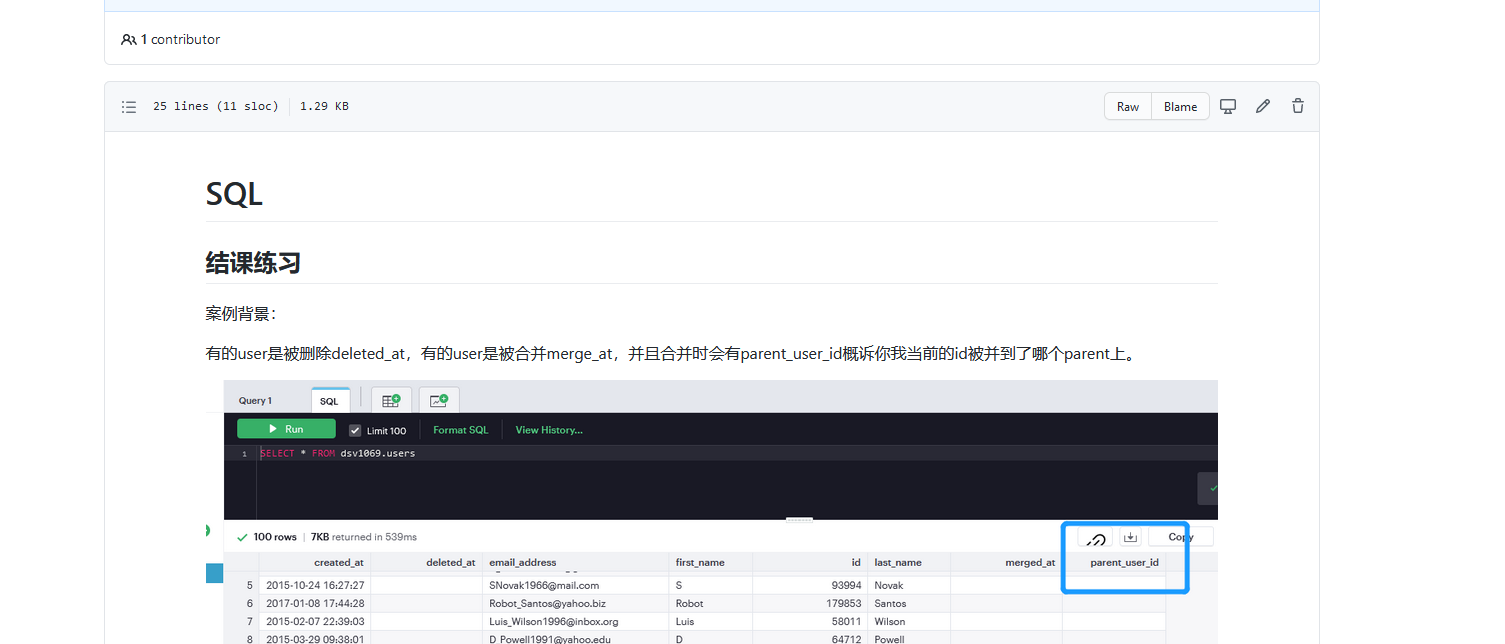 1 contributor
25 lines (11 sloc) 1.29 KB
Raw Blame
SQL
结课练习
案例背景：
有的user是被删除deleted_at，有的user是被合并merge_at，并且合并时会有parent_user_id概诉你我当前的id被并到了哪个parent上。
Query 1 SQL
Run Limit 100 Format SQL View History...
1 SELECT * FROM dsv1069.users
100 rows | 7KB returned in 539ms Copy
created_at deleted_at email_address first_name id last_name merged_at parent_user_id
5 2015-10-24 16:27:27 SNovak1966@mail.com S 93994 Novak
6 2017-01-08 17:44:28 Robot_Santos@yahoo.biz Robot 179853 Santos
7 2015-02-07 22:39:03 Luis_Wilson1996@inbox.org Luis 58011 Wilson
8 2015-03-29 09:38:01 D_Powell1991@yahoo.edu D 64712 Powell